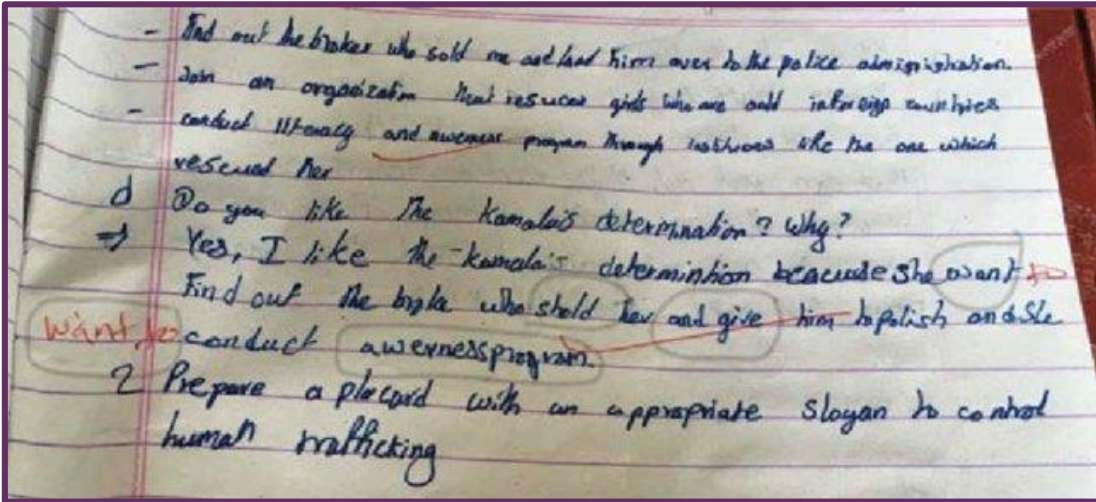 - Find out the broker who sold me and hand him over to the police administration.
- Join an organization that rescues girls who are sold in foreign countries
- conduct literacy and awerness program through like the one which
rescued her
d Do you like The Kamala's determination? Why?
⇒ Yes, I like the Kamala's determintion beacuse she want to
Find out the broke who shold her and give him to polish and She
want to conduct awernessprogram.
2 Prepare a placard with an appropriate slogan to control
human trafficking